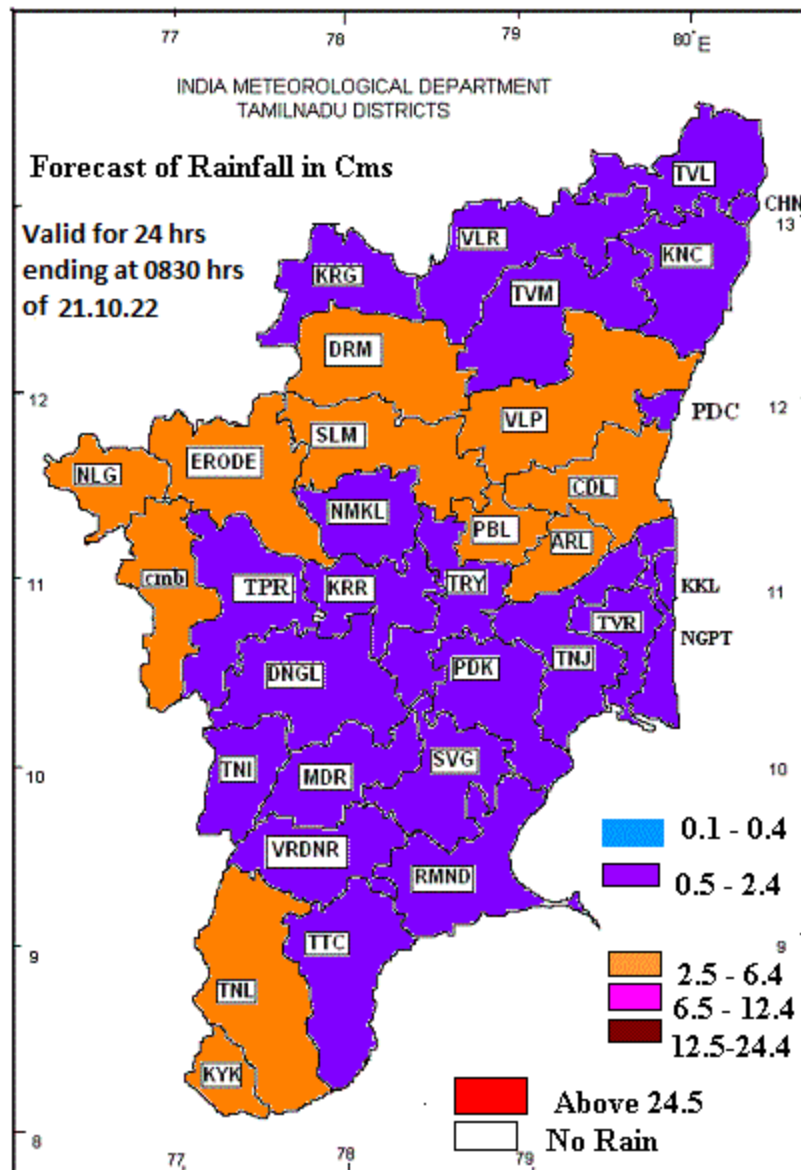 77 78 79 80°E
INDIA METEOROLOGICAL DEPARTMENT
TAMILNADU DISTRICTS
Forecast of Rainfall in Cms
TVL
CHN
13
Valid for 24 hrs
ending at 0830 hrs
of 21.10.22
VLR
KNC
KRG
TVM
DRM
12
12
PDC
VLP
SLM
ERODE
NLG
CDL
NMKL
PBL
ARL
11
cmb
TPR
KRR
TRY
KKL
11
TVR
NGPT
DNGL
PDK
TNJ
10
TNI
MDR
SVG
10
0.1 - 0.4
VRDNR
RMND
0.5 - 2.4
9
TTC
9
TNL
2.5 - 6.4
6.5 - 12.4
12.5-24.4
KYK
Above 24.5
No Rain
8
77 78 79